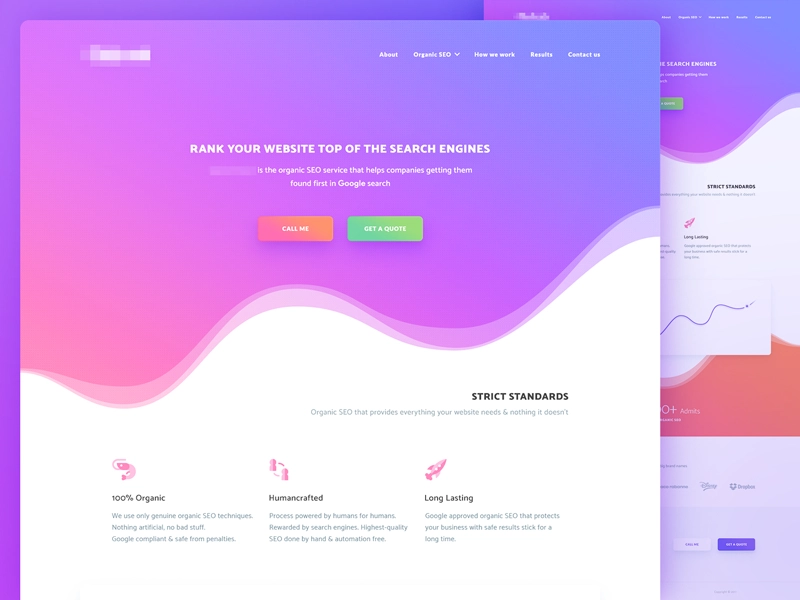 About Organic SEO How we work Results Contact us
RANK YOUR WEBSITE TOP OF THE SEARCH ENGINES
is the organic SEO service that helps companies getting them
found first in Google search
CALL ME GET A QUOTE
STRICT STANDARDS
Organic SEO that provides everything your website needs & nothing it doesn't
100% Organic
We use only genuine organic SEO techniques.
Nothing artificial, no bad stuff.
Google compliant & safe from penalties.
Humancrafted
Process powered by humans for humans.
Rewarded by search engines. Highest-quality
SEO done by hand & automation free.
Long Lasting
Google approved organic SEO that protects
your business with safe results stick for a
long time.
About Organic SEO How we work Results Contact us
SEARCH ENGINES
companies getting them
STRICT STANDARDS
everything your website needs & nothing it doesn't
Long Lasting
Google approved organic SEO that protects
your business with safe results stick for a
long time.
Admits
Disney Dropbox
CALL ME GET A QUOTE